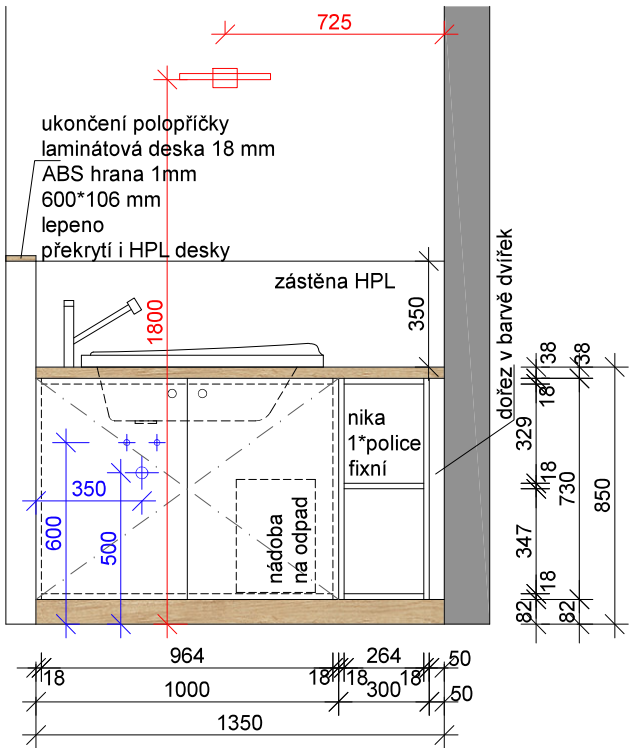 725
ukončení polopříčky
laminátová deska 18 mm
ABS hrana 1mm
600*106 mm
lepeno
překrytí i HPL desky
zástěna HPL
1800
350
dořez v barvě dvířek
38
38
18
329
nika
1*police
fixní
18
730
850
350
600
500
nádoba
na odpad
347
18
82
82
964
264
50
18
18
18
18
1000
300
50
1350